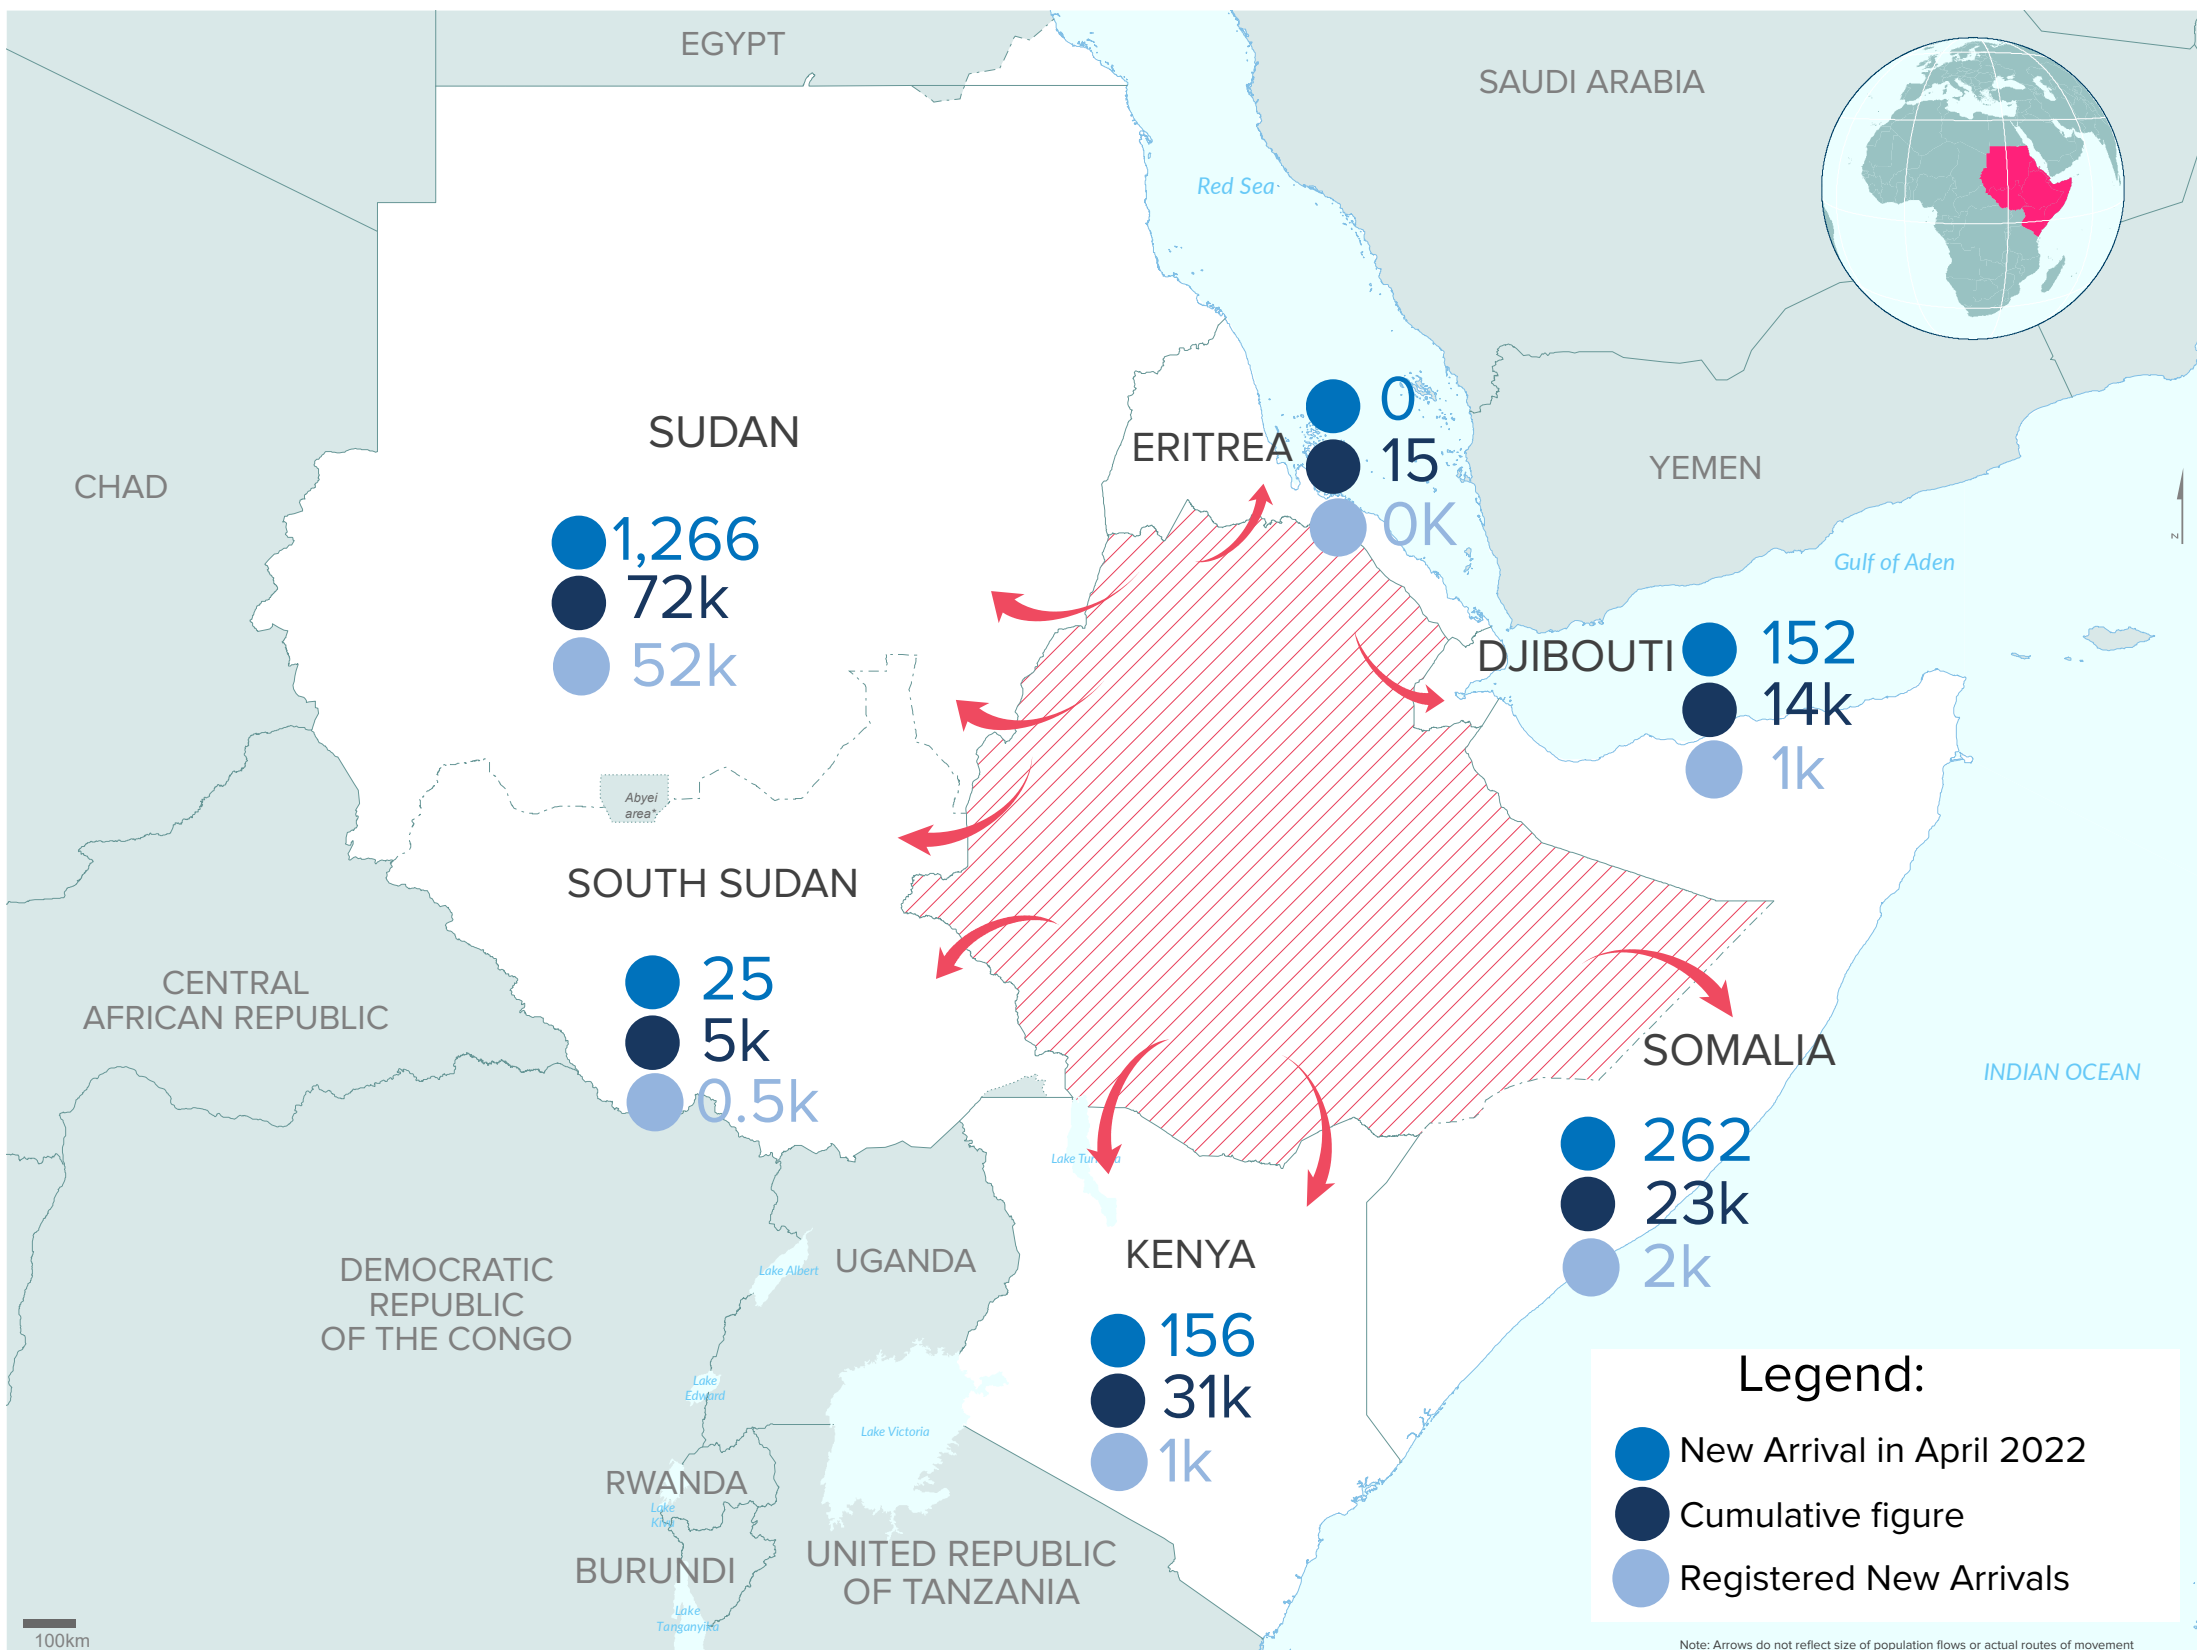 EGYPT
SAUDI ARABIA
Red Sea
SUDAN
ERITREA
0
15
0K
YEMEN
CHAD
1,266
72k
52k
Gulf of Aden
N
DJIBOUTI
152
14k
1k
Abyei
area*
SOUTH SUDAN
25
5k
0.5k
CENTRAL
AFRICAN REPUBLIC
SOMALIA
INDIAN OCEAN
262
23k
2k
Lake
UGANDA
Lake Albert
KENYA
156
31k
1k
DEMOCRATIC
REPUBLIC
OF THE CONGO
Lake
Edward
Lake Victoria
RWANDA
Lake
BURUNDI
UNITED REPUBLIC
OF TANZANIA
Lake
Tanganyika
Legend:
New Arrival in April 2022
Cumulative figure
Registered New Arrivals
100km
Note: Arrows do not reflect size of population flows or actual routes of movement